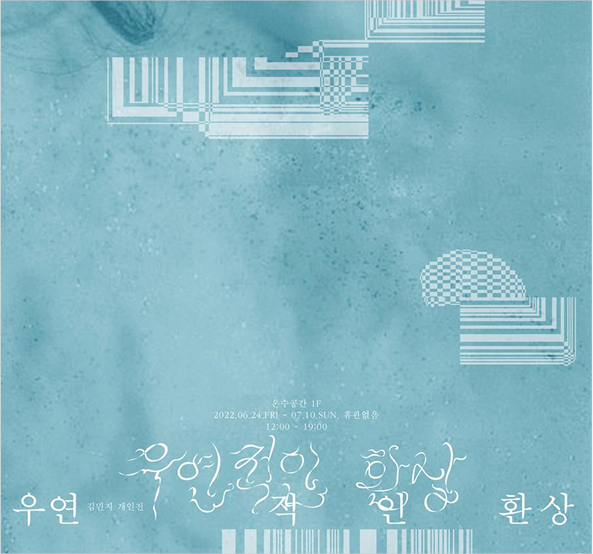 온수공간 1F
2022.06.24.FRI - 07.10.SUN, 휴관없음
12:00 - 19:00
우연적인 환상
우연 김민지 개인전 적 인 환상